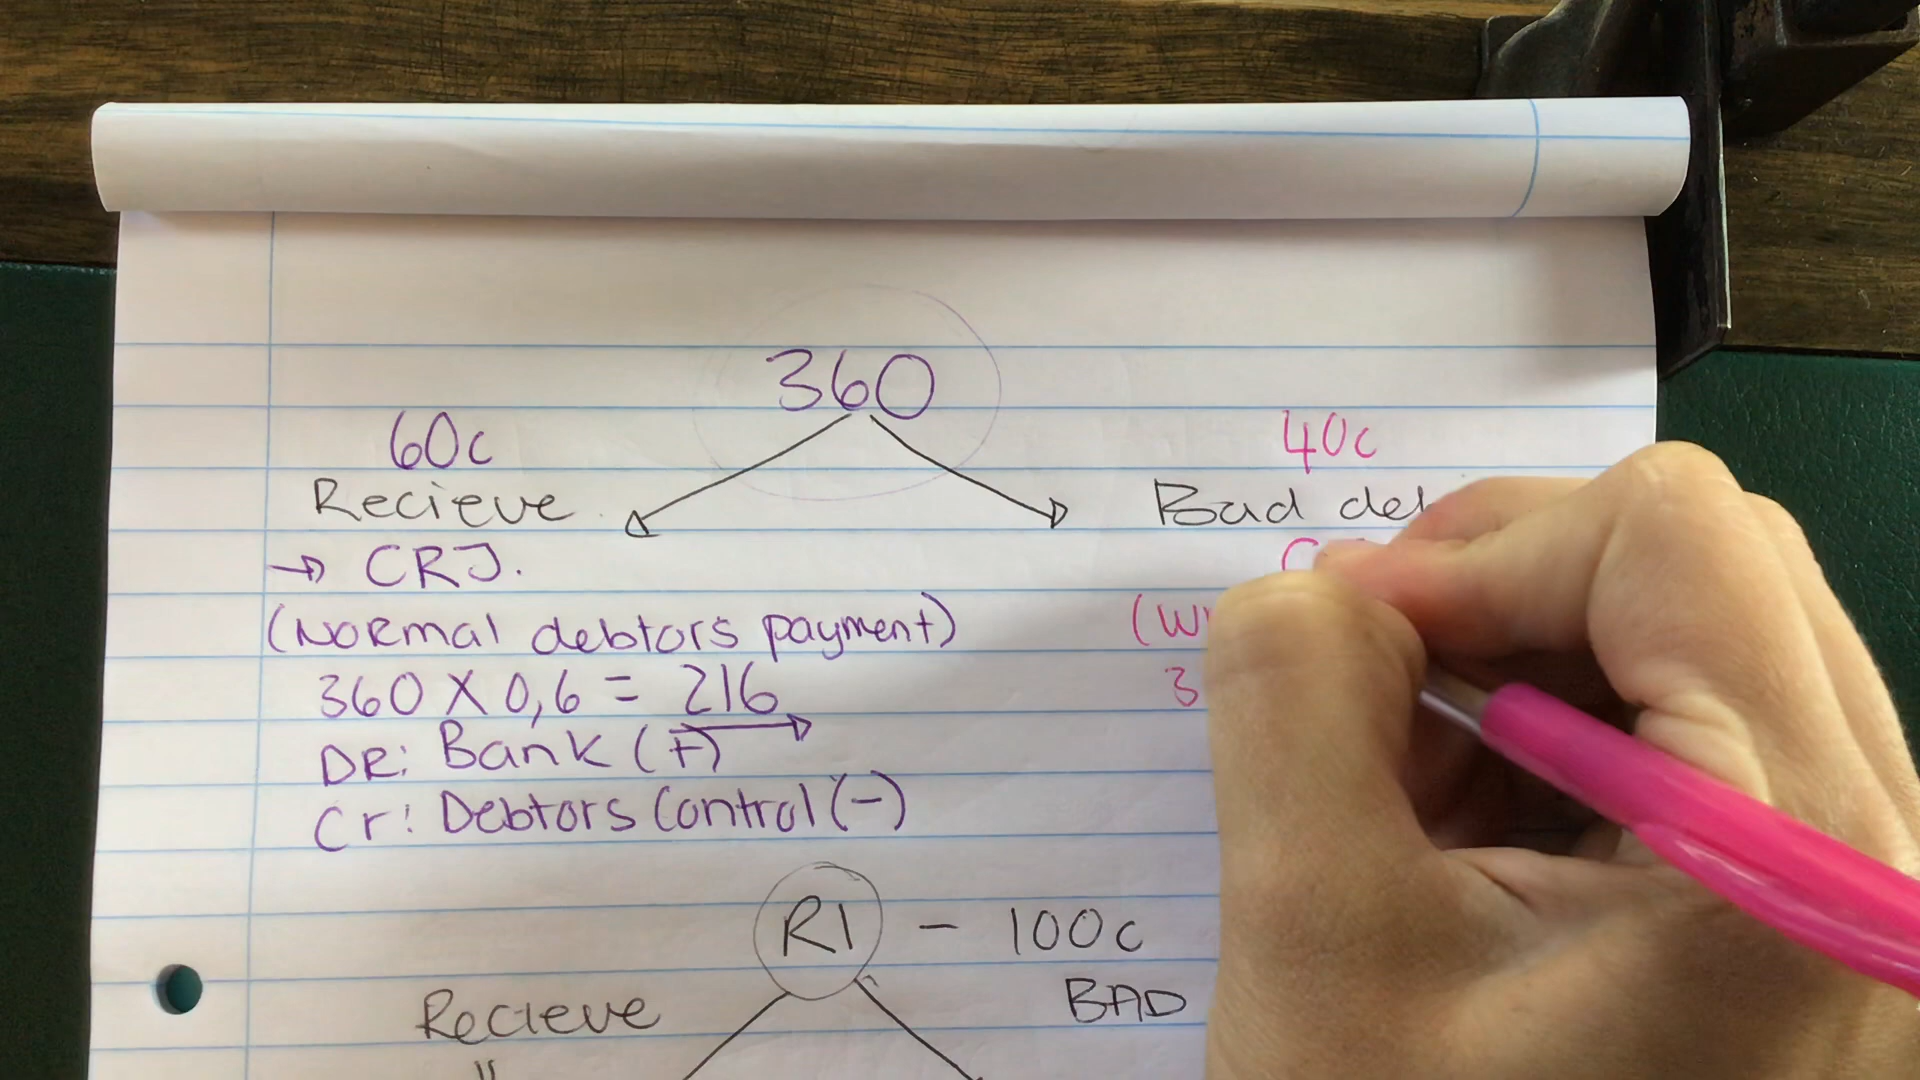 360
60c
40c
Recieve
Bad
→ CRJ.
(Normal debtors payment)
360 X 0,6 = 216
DR: Bank (+)
Cr: Debtors Control (-)
R1 - 100c
Recieve
BAD